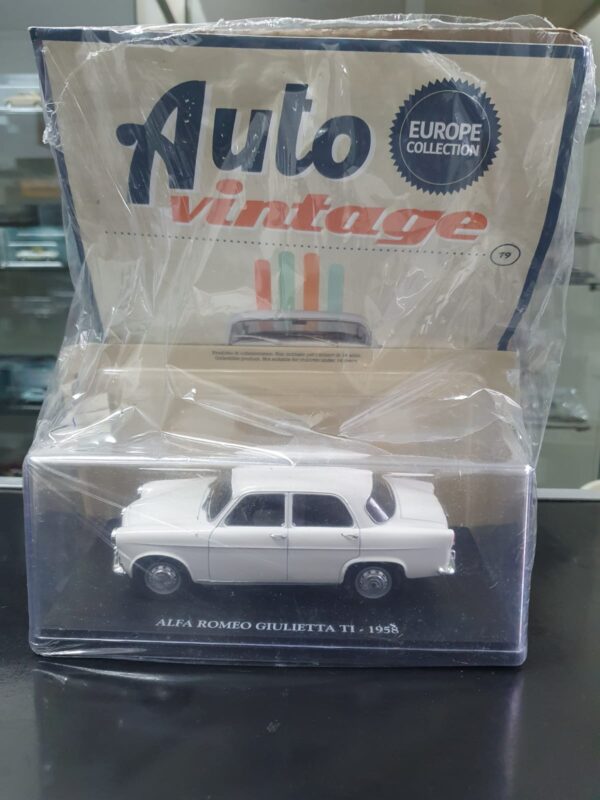 Auto
vintage
EUROPE
COLLECTION
79
ALFA ROMEO GIULIETTA TI - 1958